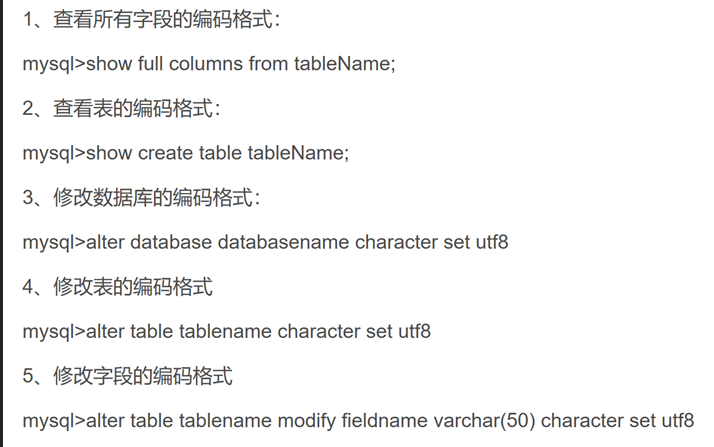 1、查看所有字段的编码格式：
mysql>show full columns from tableName;
2、查看表的编码格式：
mysql>show create table tableName;
3、修改数据库的编码格式：
mysql>alter database databasename character set utf8
4、修改表的编码格式
mysql>alter table tablename character set utf8
5、修改字段的编码格式
mysql>alter table tablename modify fieldname varchar(50) character set utf8